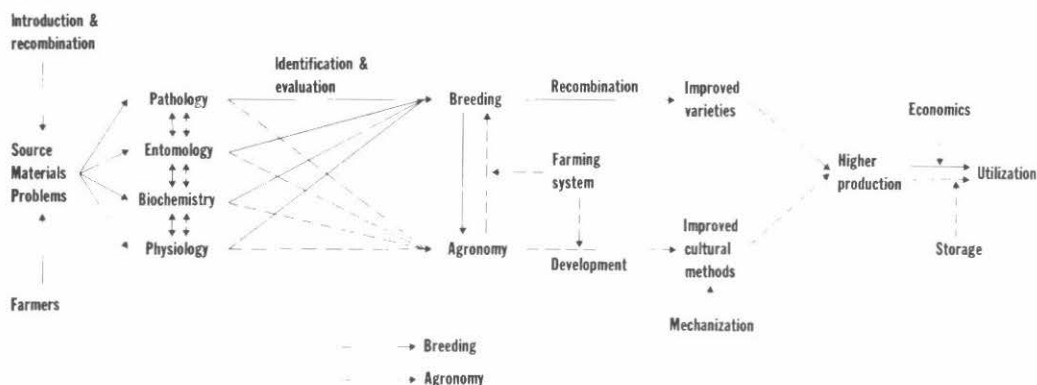 Introduction &
recombination
Identification &
evaluation
Pathology
Breeding
Recombination
Improved
varieties
Economics
Source
Materials
Problems
Entomology
Farming
system
Higher
production
Utilization
Biochemistry
Physiology
Agronomy
Development
Improved
cultural
methods
Storage
Farmers
Mechanization
Breeding
Agronomy